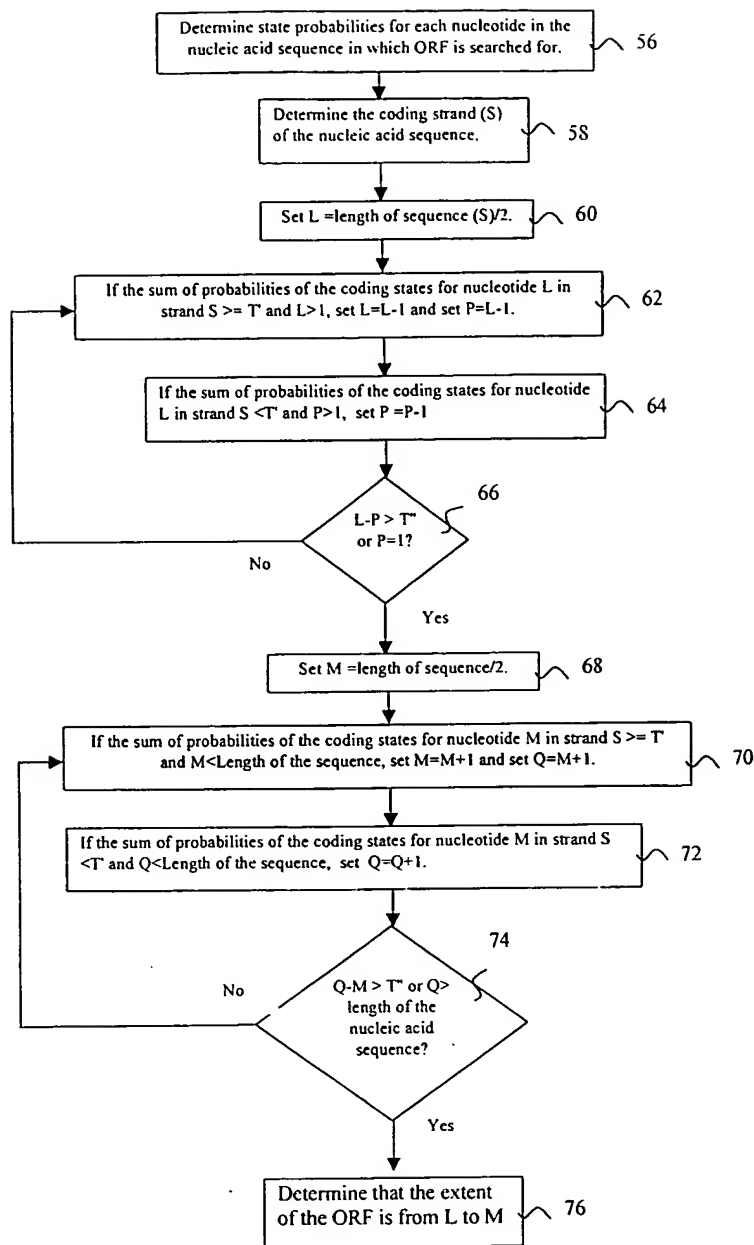 Determine state probabilities for each nucleotide in the
nucleic acid sequence in which ORF is searched for.
56
Determine the coding strand (S)
of the nucleic acid sequence.
58
Set L =length of sequence (S)/2.
60
If the sum of probabilities of the coding states for nucleotide L in
strand S >= T' and L>1, set L=L-1 and set P=L-1.
62
If the sum of probabilities of the coding states for nucleotide
L in strand S <T' and P>1, set P =P-1
64
66
L-P > T"
or P=1?
No
Yes
Set M =length of sequence/2.
68
If the sum of probabilities of the coding states for nucleotide M in strand S >= T'
and M<Length of the sequence, set M=M+1 and set Q=M+1.
70
If the sum of probabilities of the coding states for nucleotide M in strand S
<T' and Q<Length of the sequence, set Q=Q+1.
72
74
No
Q-M > T" or Q>
length of the
nucleic acid
sequence?
Yes
Determine that the extent
of the ORF is from L to M
76